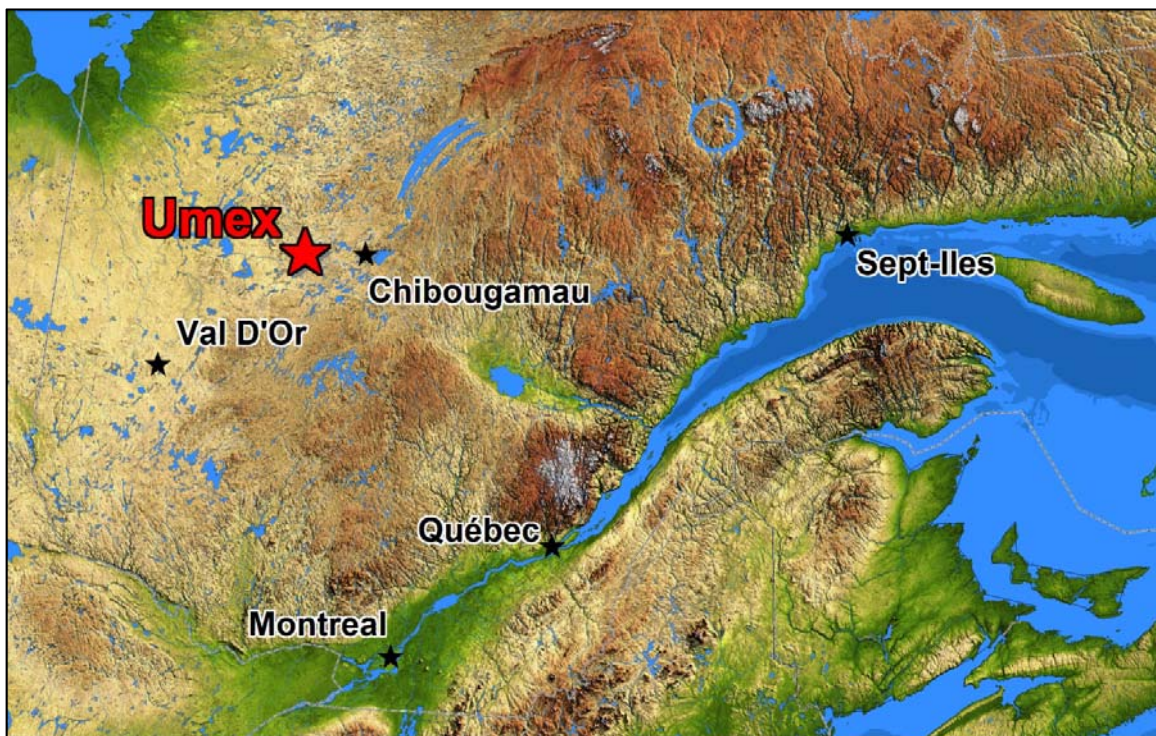 Umex
Sept-Iles
Chibougamau
Val D'Or
Québec
Montreal